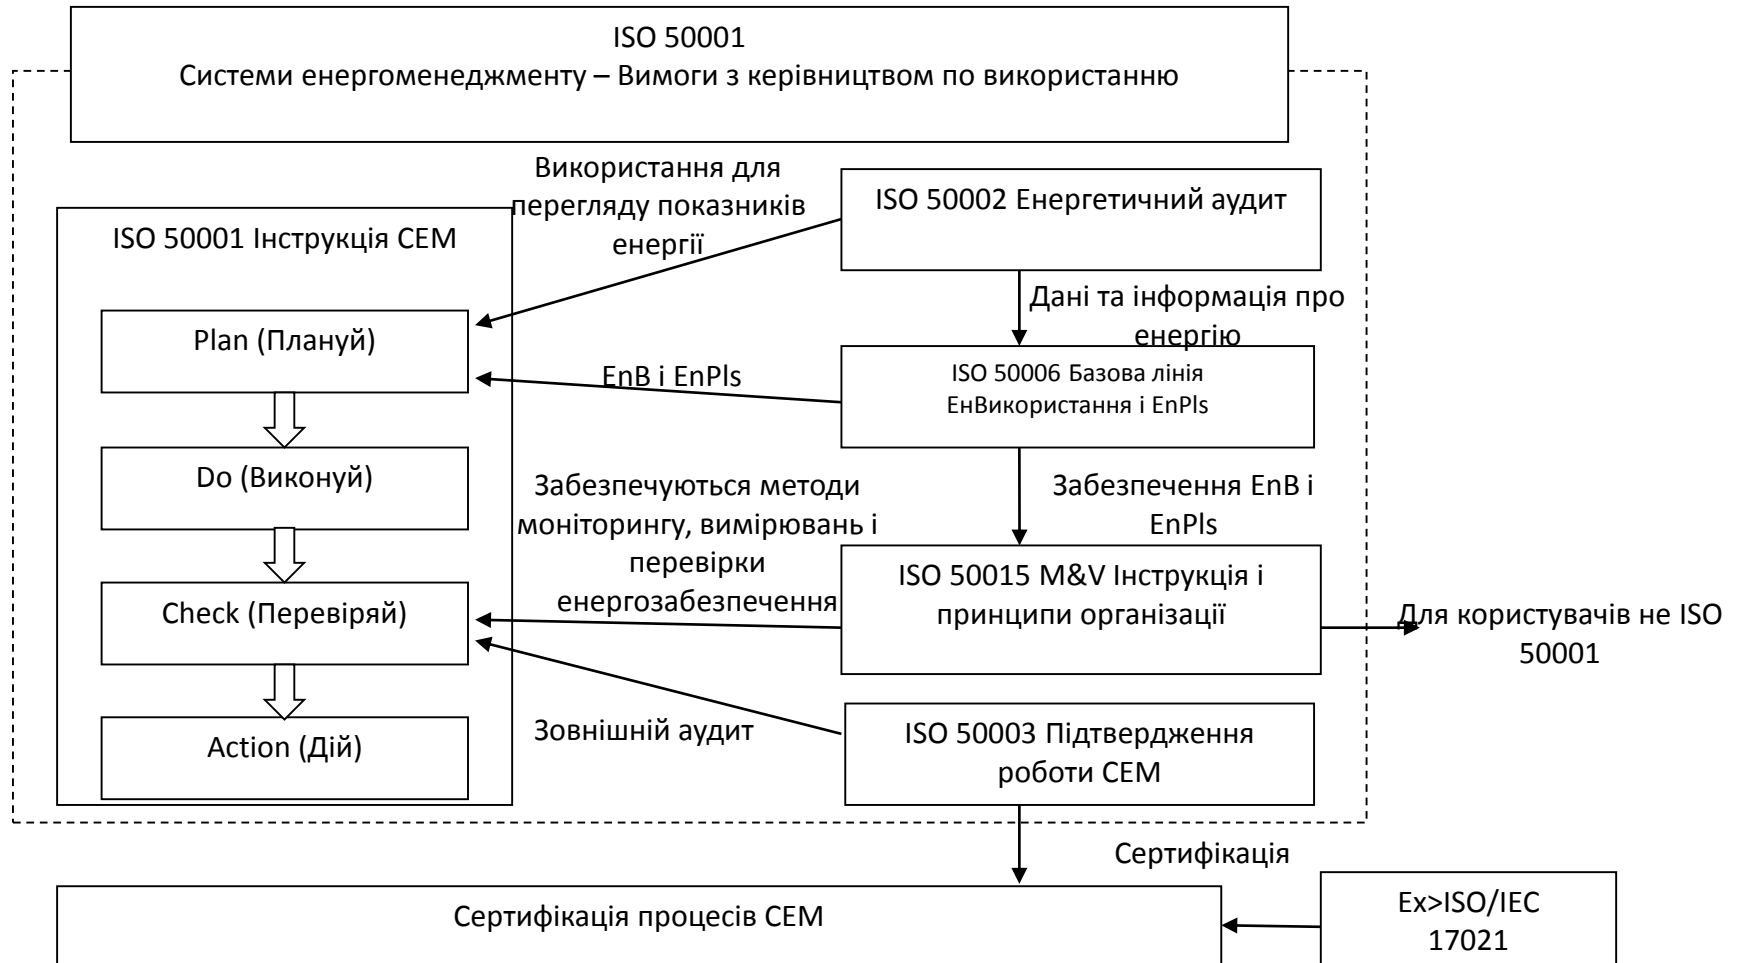 ISO 50001
Системи енергоменеджменту – Вимоги з керівництвом по використанню
Використання для
перегляду показників
енергії
ISO 50002 Енергетичний аудит
ISO 50001 Інструкція СЕМ
Дані та інформація про
енергію
Plan (Плануй)
EnB і EnPls
ISO 50006 Базова лінія
ЕнВикористання і EnPls
Do (Виконуй)
Забезпечуються методи
моніторингу, вимірювань і
перевірки
енергозабезпечення
Забезпечення EnB і
EnPls
ISO 50015 M&V Інструкція і
принципи організації
Check (Перевіряй)
Для користувачів не ISO
50001
Зовнішній аудит
ISO 50003 Підтвердження
роботи СЕМ
Action (Дій)
Сертифікація
Сертифікація процесів СЕМ
Ex>ISO/IEC
17021